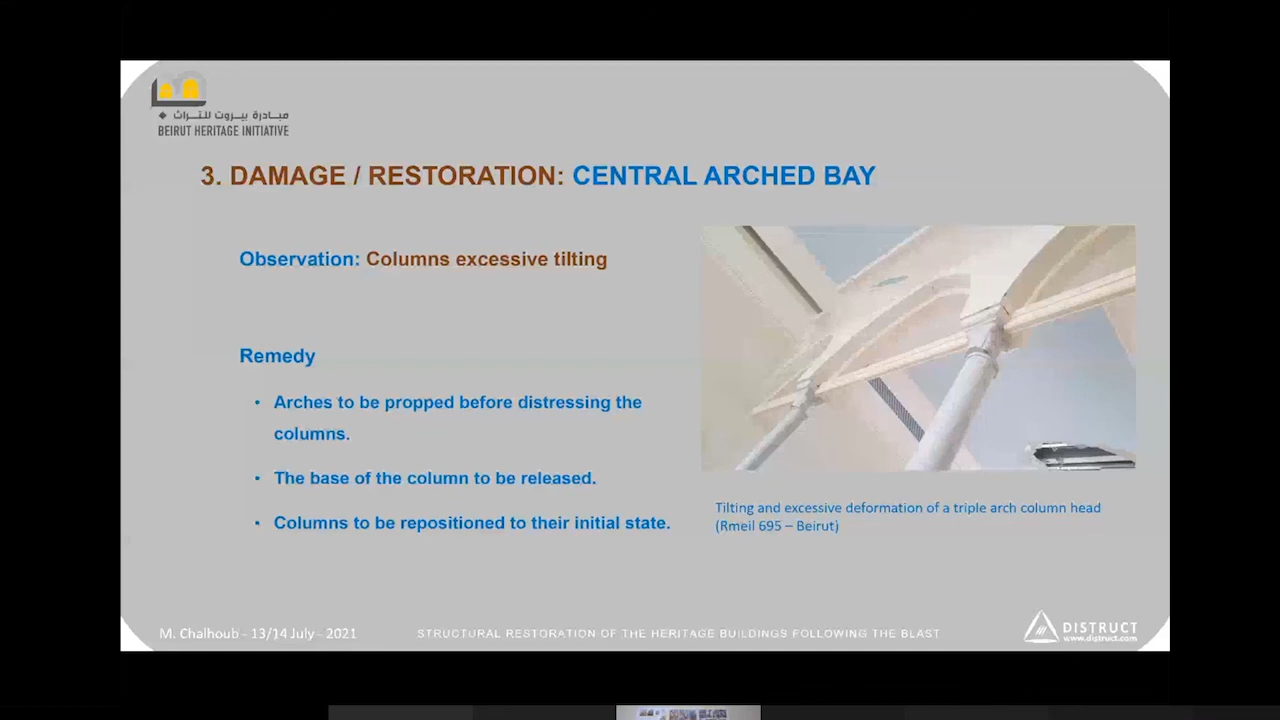 مبادرة بيروت للتراث
BEIRUT HERITAGE INITIATIVE
3. DAMAGE / RESTORATION: CENTRAL ARCHED BAY
Observation: Columns excessive tilting
Remedy
• Arches to be propped before distressing the
columns.
• The base of the column to be released.
• Columns to be repositioned to their initial state.
Tilting and excessive deformation of a triple arch column head
(Rmeil 695 – Beirut)
M. Chalhoub - 13/14 July - 2021
STRUCTURAL RESTORATION OF THE HERITAGE BUILDINGS FOLLOWING THE BLAST
DISTRUCT
www.distruct.com